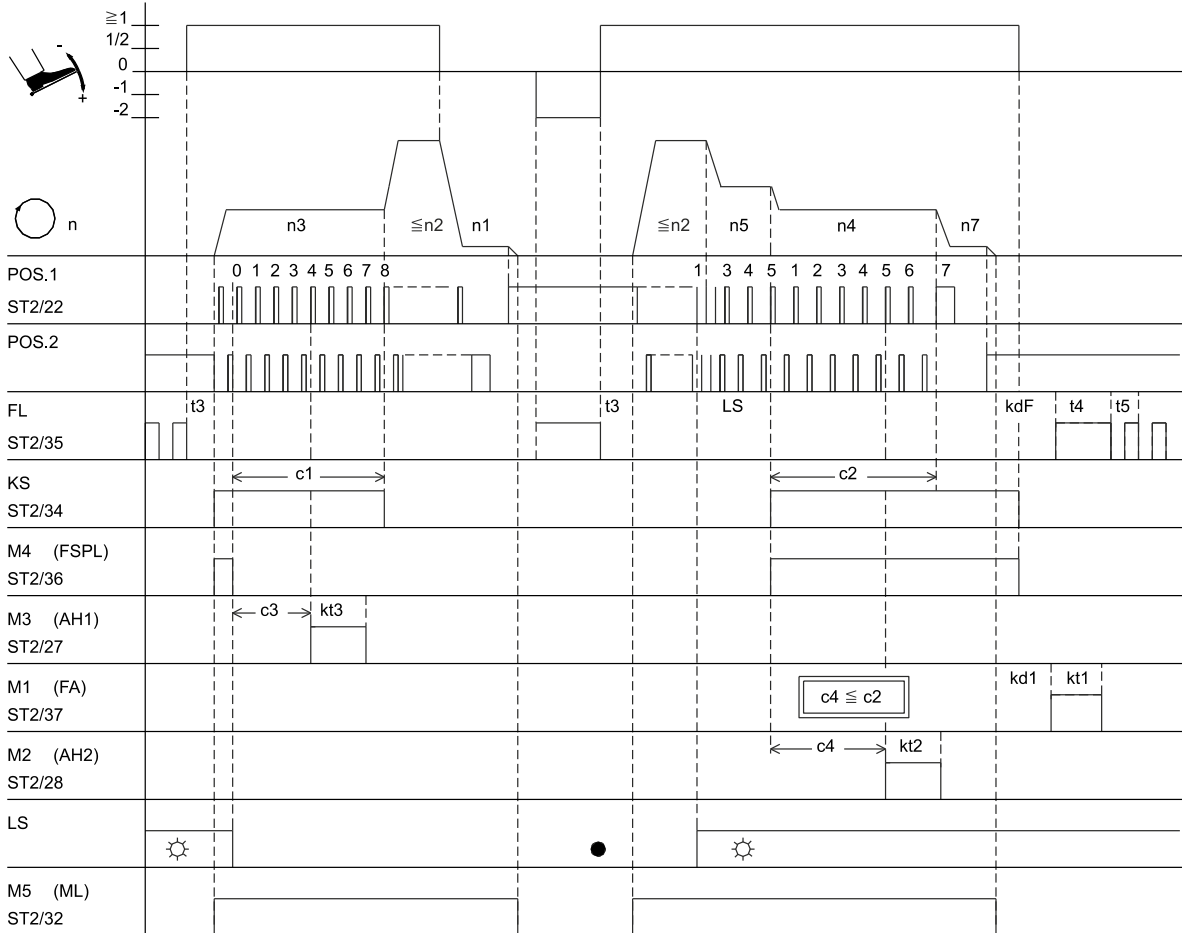 ≧1
1/2
0
-1
-2
-
+
n
n3
≦n2
n1
≦n2
n5
n4
n7
POS.1
0 1 2 3 4 5 6 7 8
1 3 4 5 1 2 3 4 5 6 7
ST2/22
POS.2
FL
t3
t3
LS
kdF
t4
t5
ST2/35
KS
c1
c2
ST2/34
M4 (FSPL)
ST2/36
M3 (AH1)
c3
kt3
ST2/27
M1 (FA)
c4 ≦ c2
kd1
kt1
ST2/37
M2 (AH2)
c4
kt2
ST2/28
LS
M5 (ML)
ST2/32